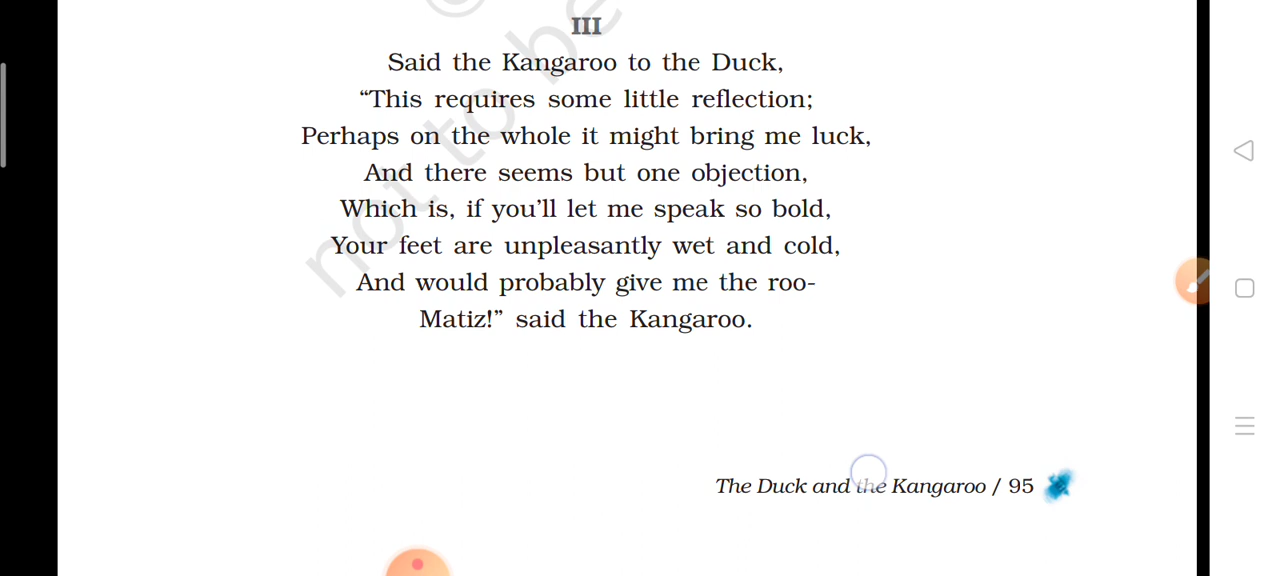 III
Said the Kangaroo to the Duck,
“This requires some little reflection;
Perhaps on the whole it might bring me luck,
And there seems but one objection,
Which is, if you’ll let me speak so bold,
Your feet are unpleasantly wet and cold,
And would probably give me the roo-
Matiz!” said the Kangaroo.
not to be
The Duck and the Kangaroo / 95